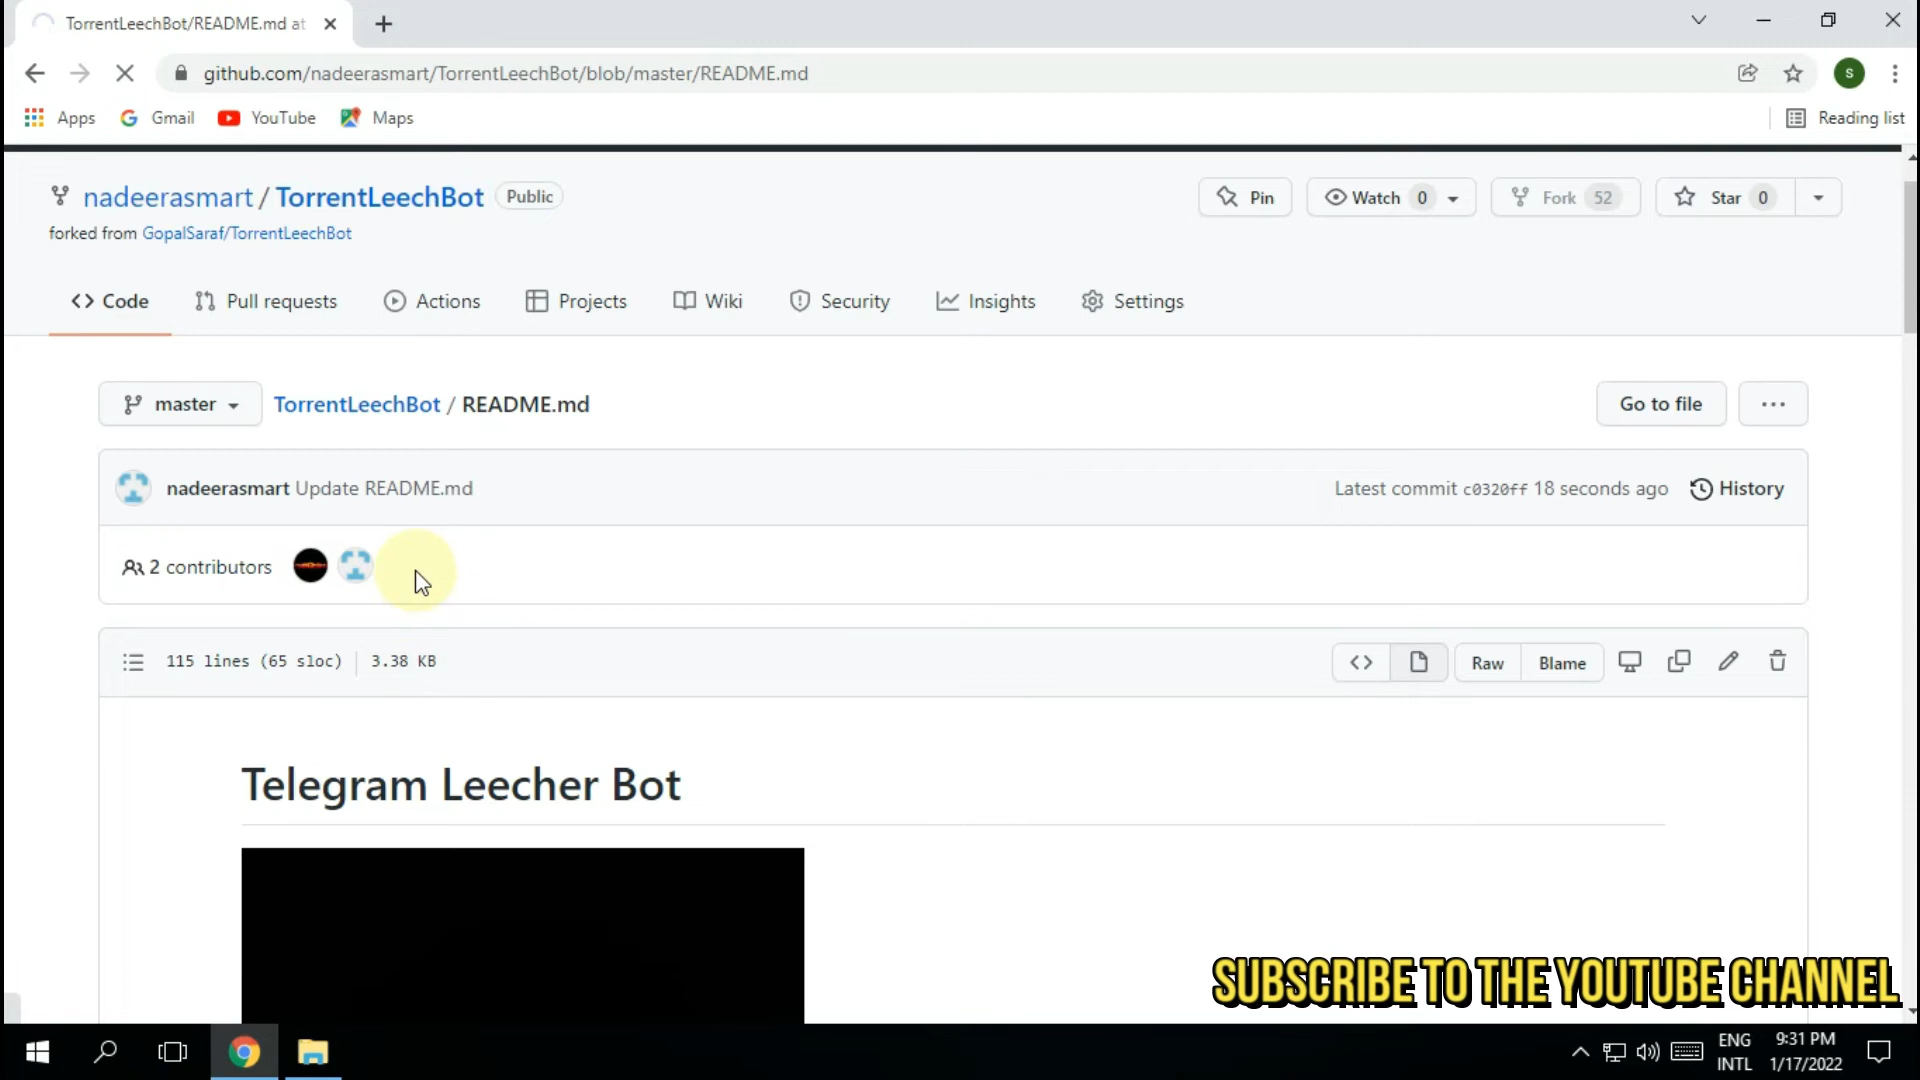 TorrentLeechBot/README.md at
github.com/nadeerasmart/TorrentLeechBot/blob/master/README.md
S
Apps
Gmail
YouTube
Maps
Reading list
nadeerasmart / TorrentLeechBot
Public
Pin
Watch 0
Fork 52
Star 0
forked from GopalSaraf/TorrentLeechBot
Code
Pull requests
Actions
Projects
Wiki
Security
Insights
Settings
master
TorrentLeechBot / README.md
Go to file
nadeerasmart Update README.md
Latest commit c0320ff 18 seconds ago
History
2 contributors
115 lines (65 sloc)
3.38 KB
Raw
Blame
Telegram Leecher Bot
SUBSCRIBE TO THE YOUTUBE CHANNEL
ENG
INTL
9:31 PM
1/17/2022